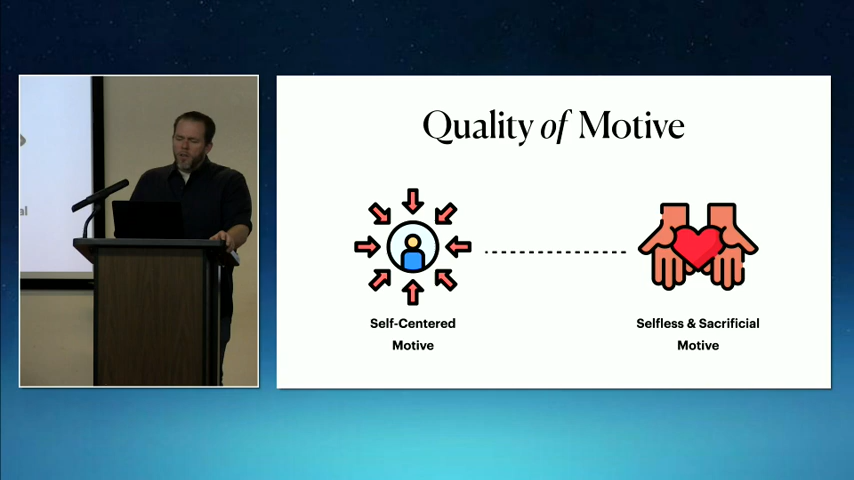 Quality of Motive
Self-Centered
Motive
Selfless & Sacrificial
Motive